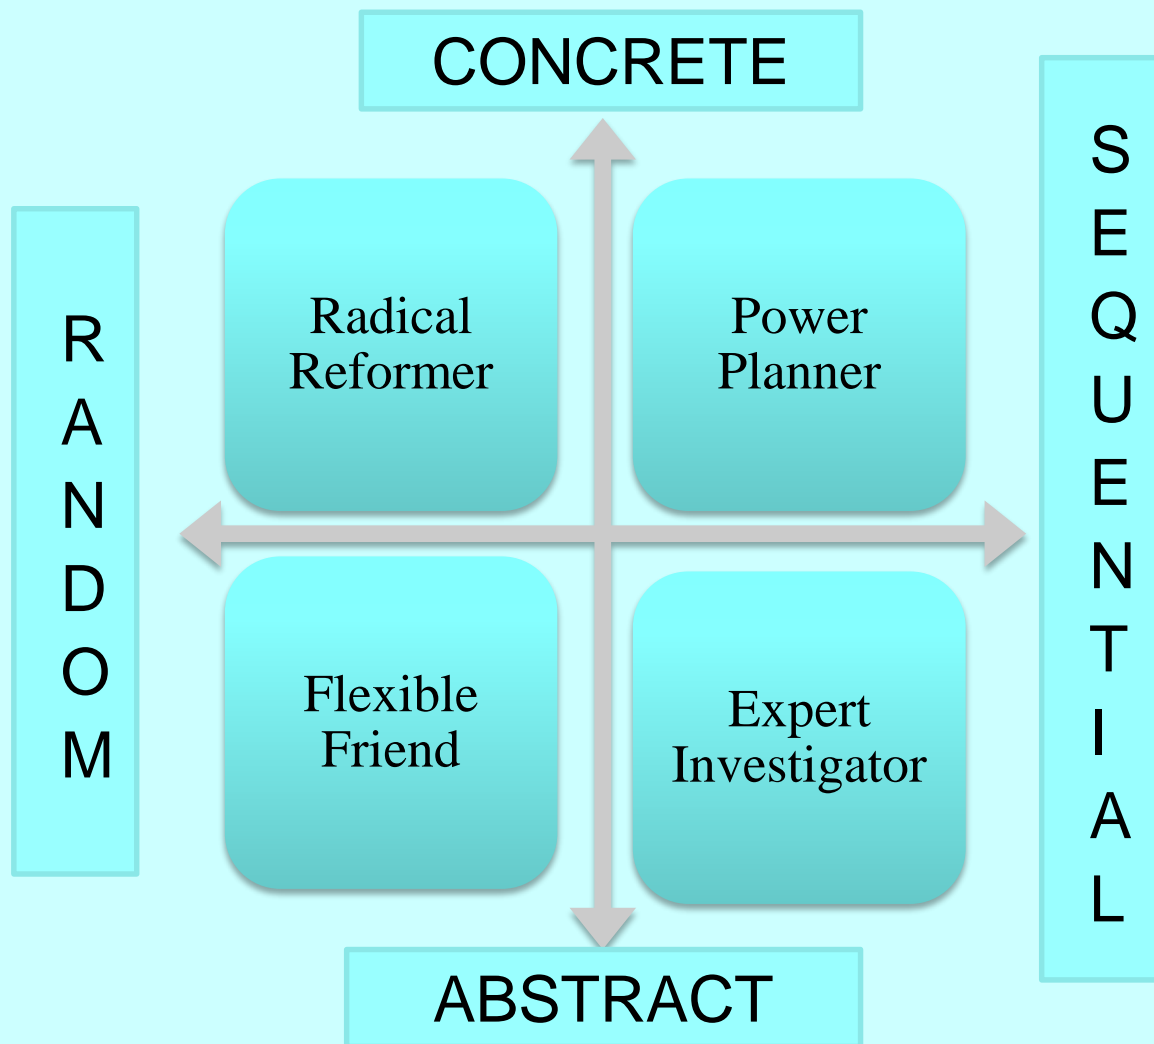 CONCRETE
SEQUENTIAL
RANDOM
Radical
Reformer
Power
Planner
Flexible
Friend
Expert
Investigator
ABSTRACT